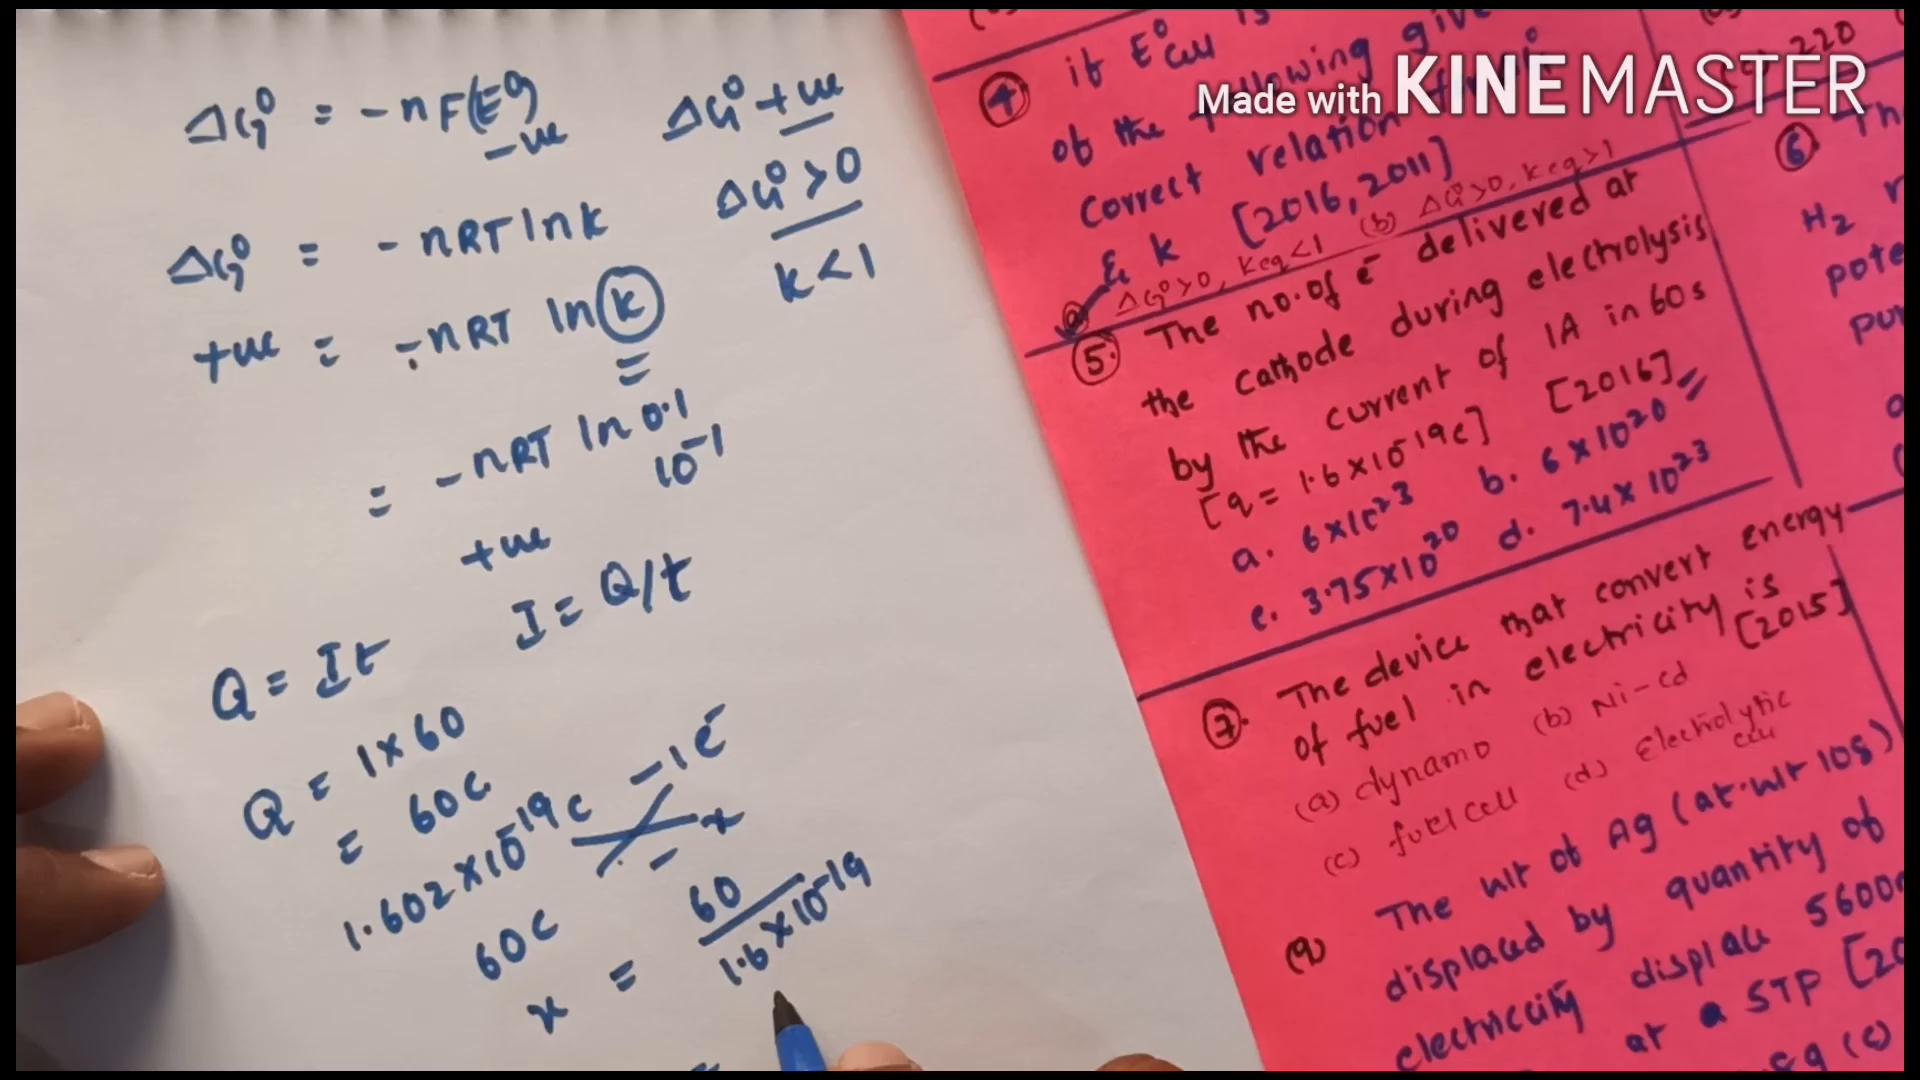 ΔG° = -nF(E°)
-ve
ΔG° +ve
ΔG° > 0
ΔG° = -nRT ln k
k < 1
+ve = -nRT ln (k)
=
= -nRT ln 0.1
10⁻¹
+ve
I = Q/t
Q = It
Q = 1×60
= 60c
1.602×10⁻¹⁹c - 1e⁻
60c - x
x = 60
1.6×10⁻¹⁹
=
Made with KINEMASTER
④ if E°cell is
of the following give
correct relation
& k [2016, 2011]
(a) ΔG°>0, Keq<1 (b) ΔG°>0, Keq>1
⑤. The no. of e⁻ delivered at
the cathode during electrolysis
by the current of 1A in 60s
[q = 1.6×10⁻¹⁹c] [2016]
a. 6×10²³ b. 6×10²⁰
c. 3.75×10²⁰ d. 7.4×10²³
⑦. The device that convert energy
of fuel in electricity is
[2015]
(a) dynamo (b) Ni-cd
(c) fuel cell (d) Electrolytic
cell
(9) The wt of Ag (at.wt 108)
displaced by quantity of
electricity displace 5600
at a STP [20
(c)
220
⑥ Th
H₂
pote
pur
a